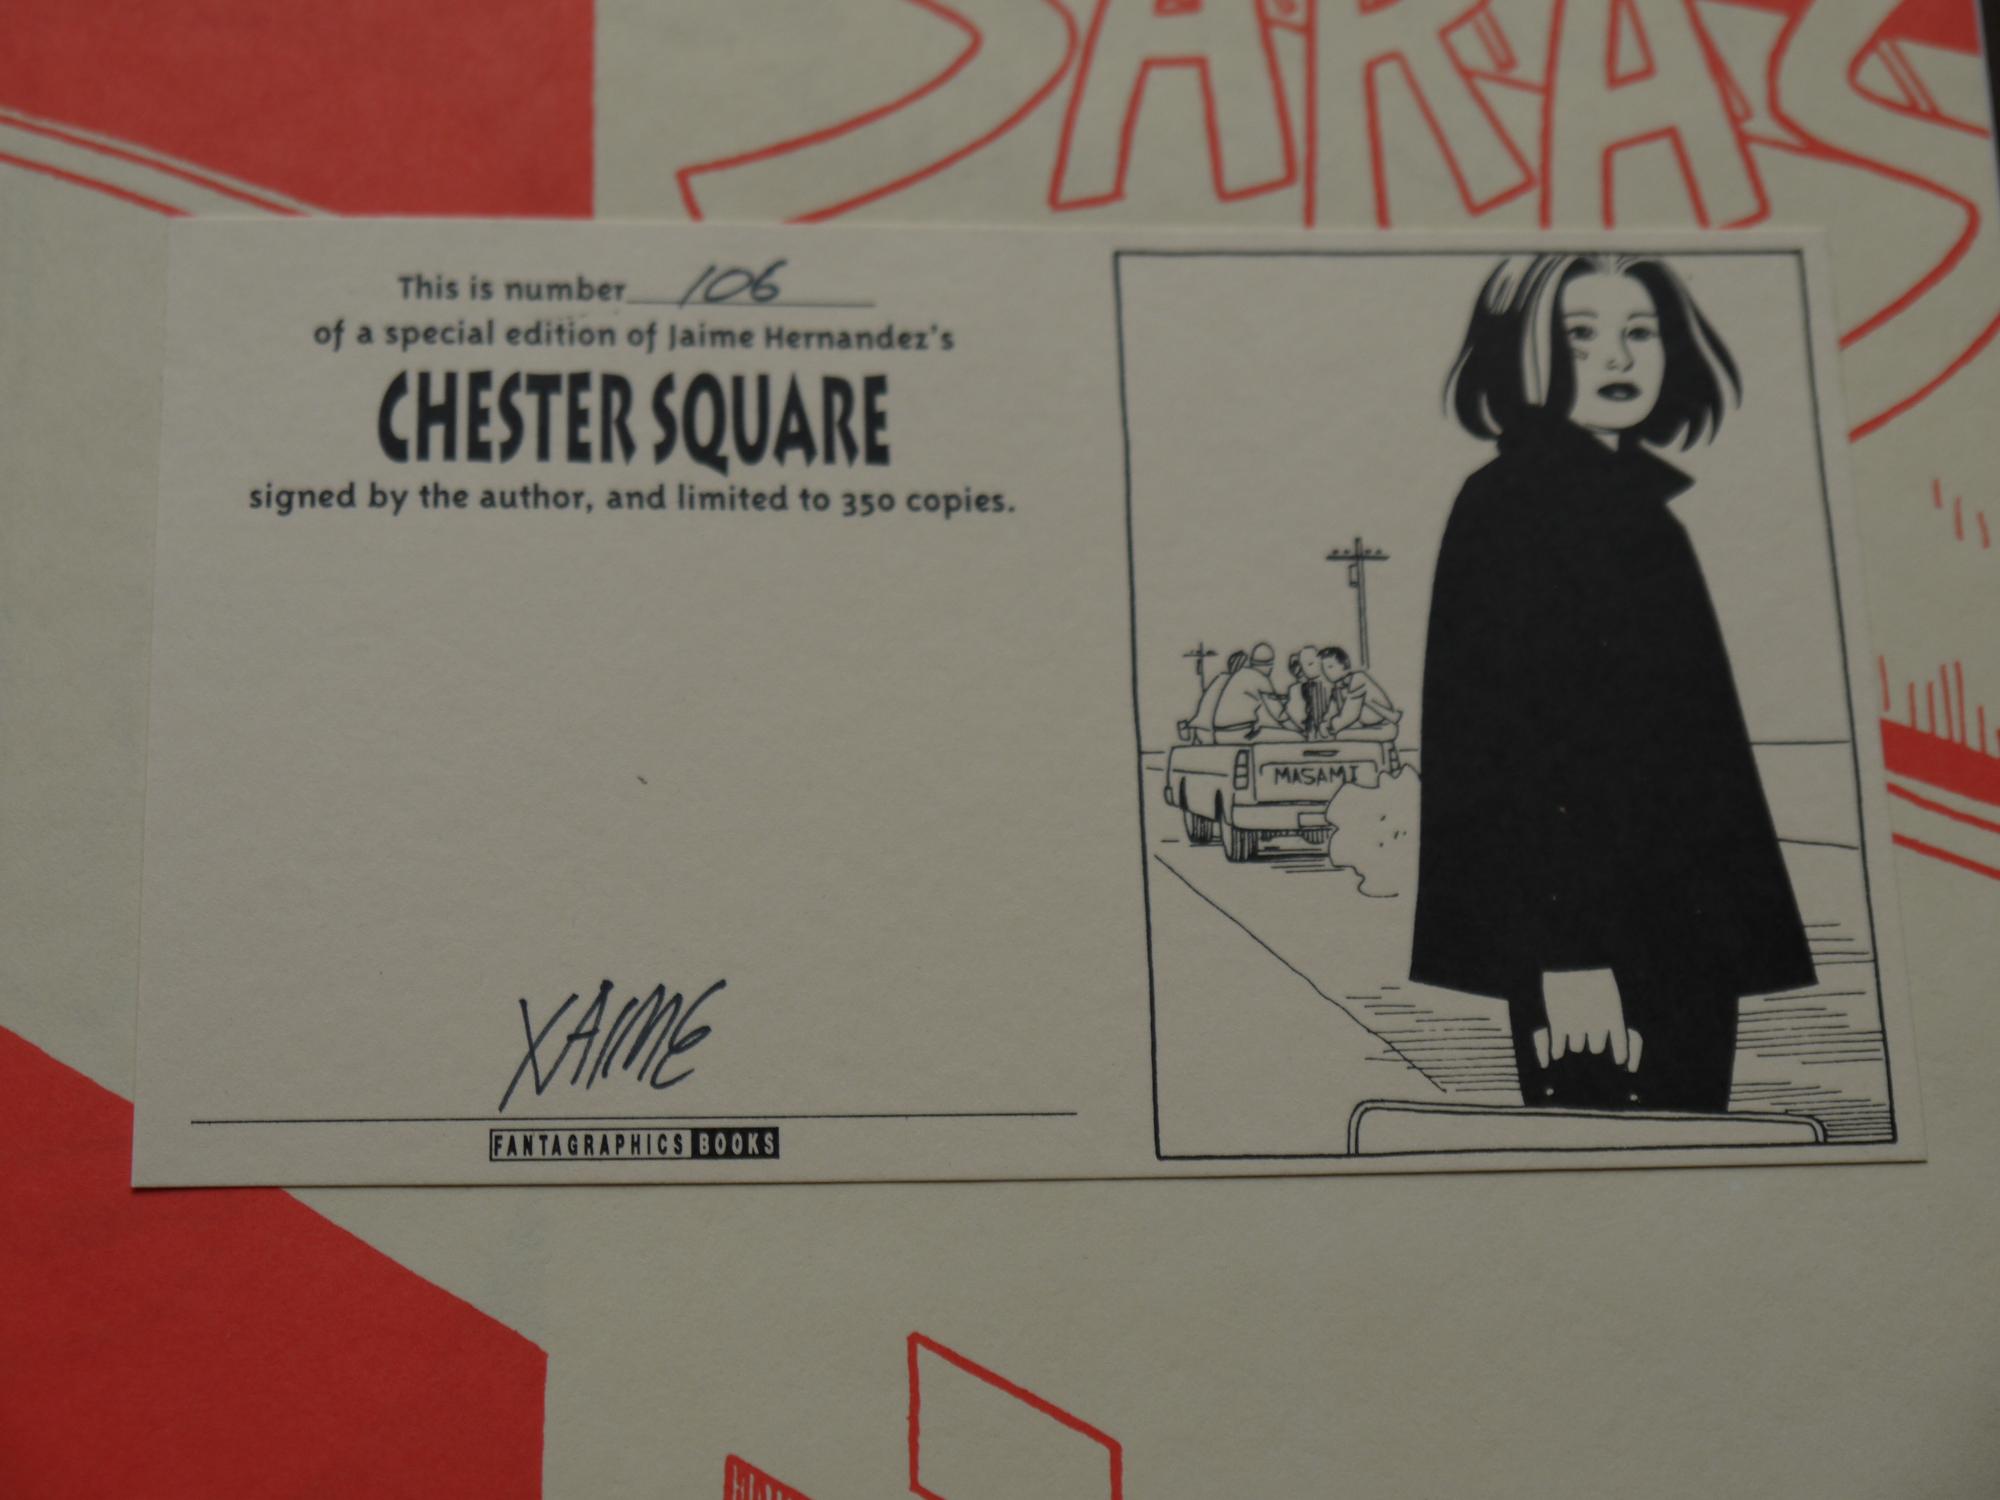 SARAS
This is number 106
of a special edition of Jaime Hernandez's
CHESTER SQUARE
signed by the author, and limited to 350 copies.
MASAMI
XAIME
FANTAGRAPHICS BOOKS